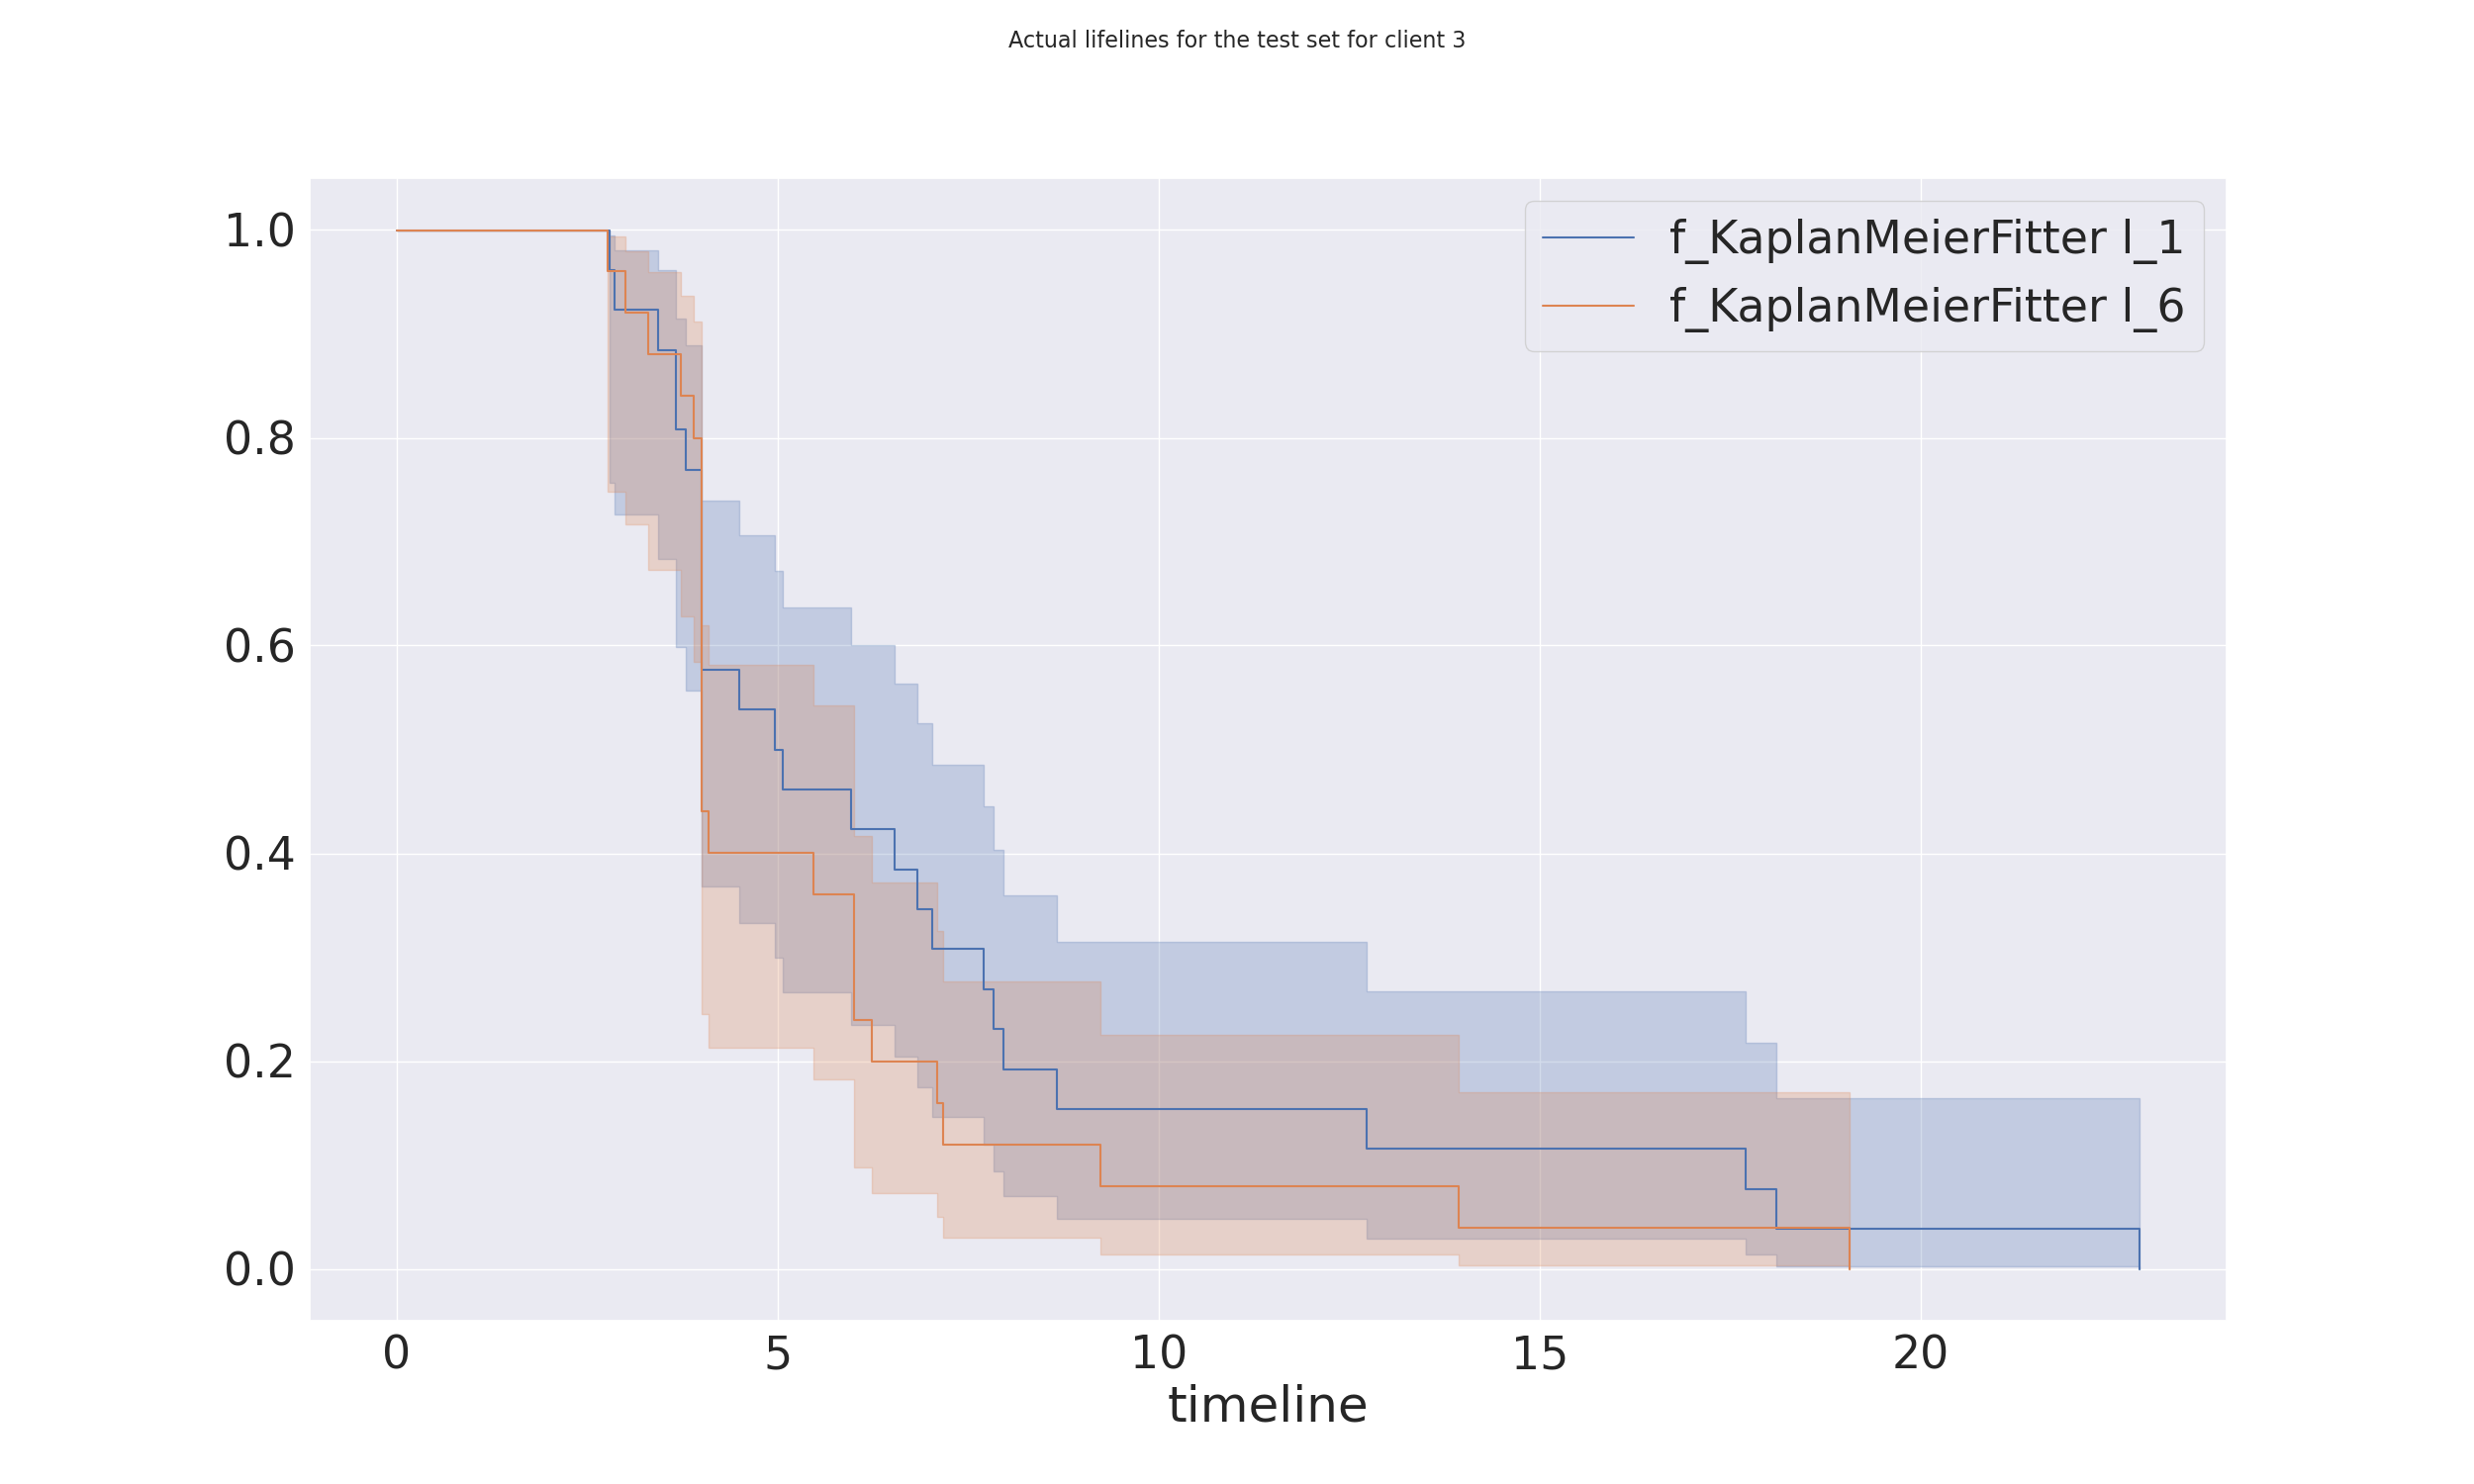 Actual lifelines for the test set for client 3
f_KaplanMeierFitter l_1
f_KaplanMeierFitter l_6
1.0
0.8
0.6
0.4
0.2
0.0
0 5 10 15 20
timeline